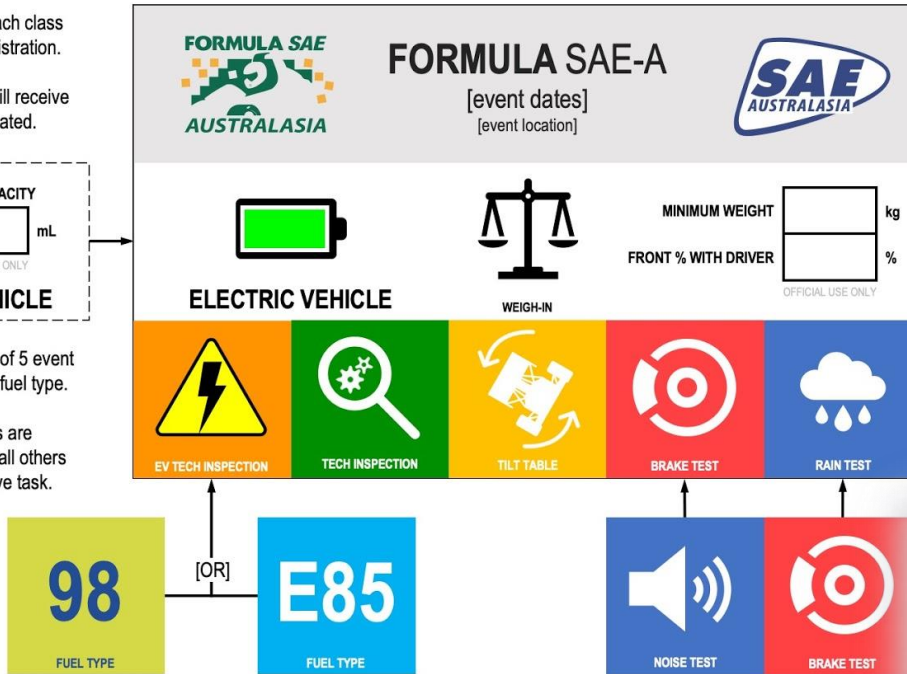 ach class
istration.
ill receive
ated.
ACITY
mL
ONLY
HICLE
of 5 event
fuel type.
s are
all others
ve task.
FORMULA SAE
AUSTRALASIA
FORMULA SAE-A
[event dates]
[event location]
SAE
AUSTRALASIA
ELECTRIC VEHICLE
WEIGH-IN
MINIMUM WEIGHT
kg
FRONT % WITH DRIVER
%
OFFICIAL USE ONLY
EV TECH INSPECTION
TECH INSPECTION
TILT TABLE
BRAKE TEST
RAIN TEST
98
FUEL TYPE
[OR]
E85
FUEL TYPE
NOISE TEST
BRAKE TEST